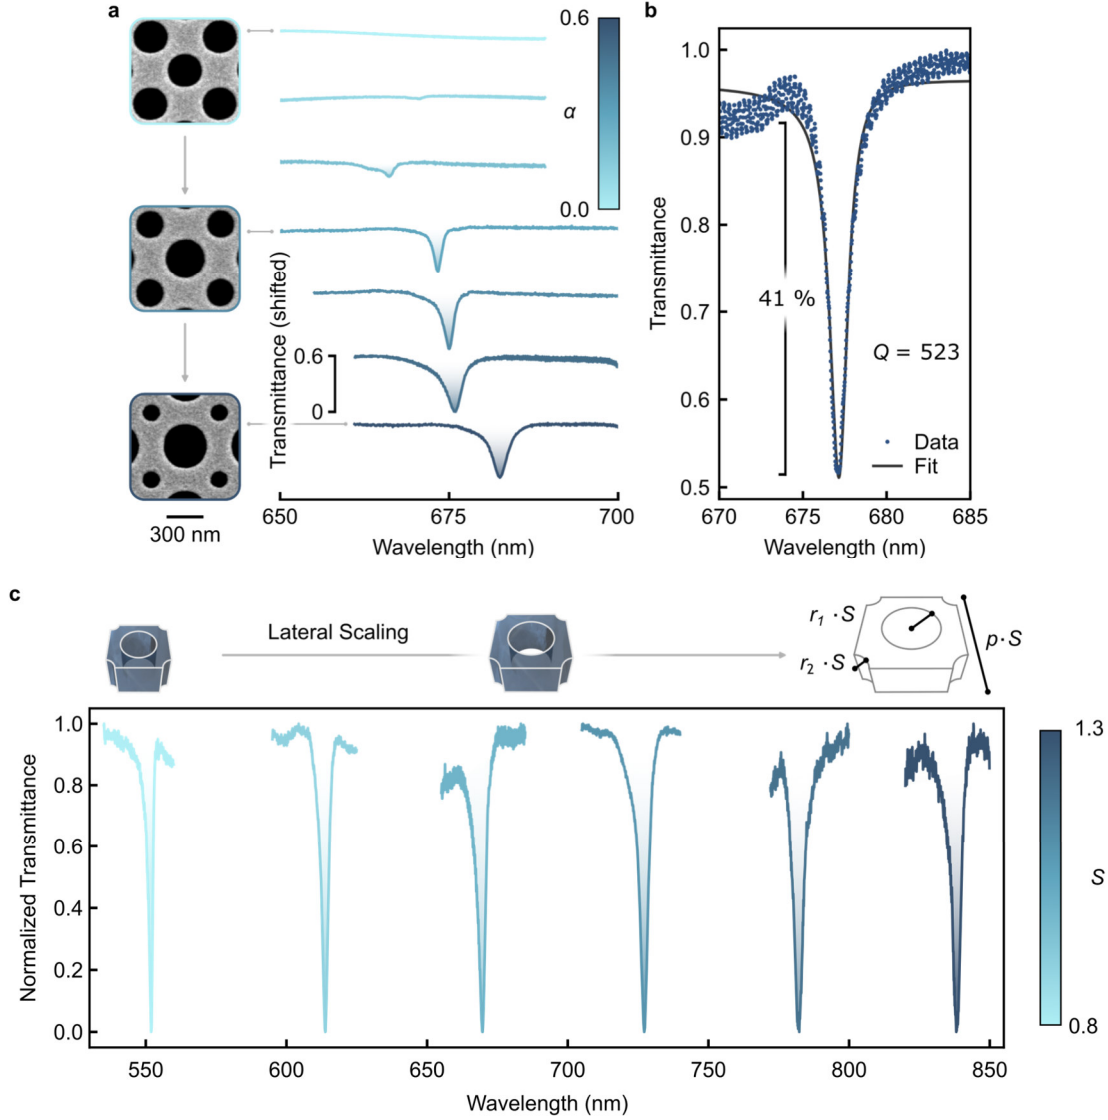 a
0.6
α
0.0
Transmittance (shifted)
0.6
0
300 nm
650
675
700
Wavelength (nm)
b
1.0
0.9
0.8
0.7
0.6
0.5
Transmittance
41 %
Q = 523
Data
Fit
670
675
680
685
Wavelength (nm)
c
Lateral Scaling
r1 · S
r2 · S
p · S
1.0
0.8
0.6
0.4
0.2
0.0
Normalized Transmittance
550
600
650
700
750
800
850
Wavelength (nm)
1.3
S
0.8